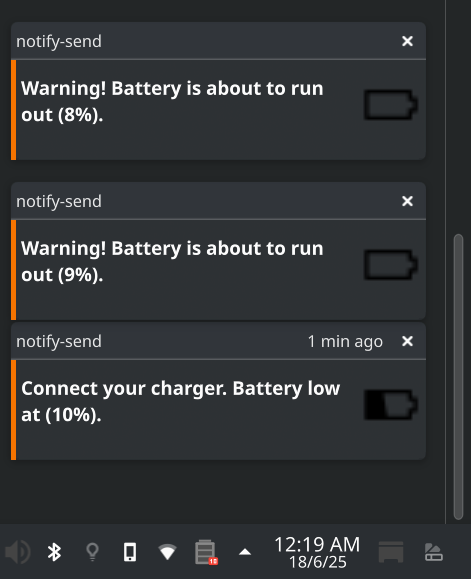 notify-send
Warning! Battery is about to run
out (8%).
notify-send
Warning! Battery is about to run
out (9%).
notify-send 1 min ago
Connect your charger. Battery low
at (10%).
12:19 AM
18/6/25